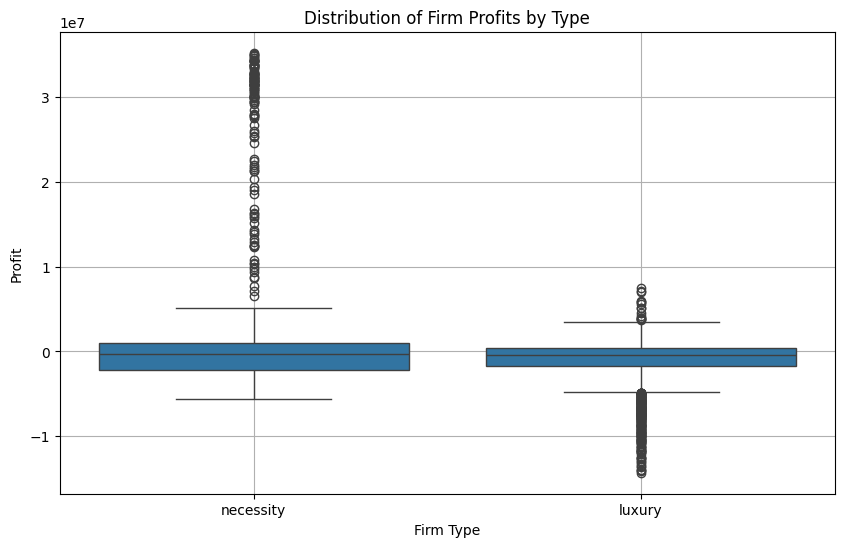 Distribution of Firm Profits by Type
1e7
3
2
1
0
−1
Profit
necessity
luxury
Firm Type